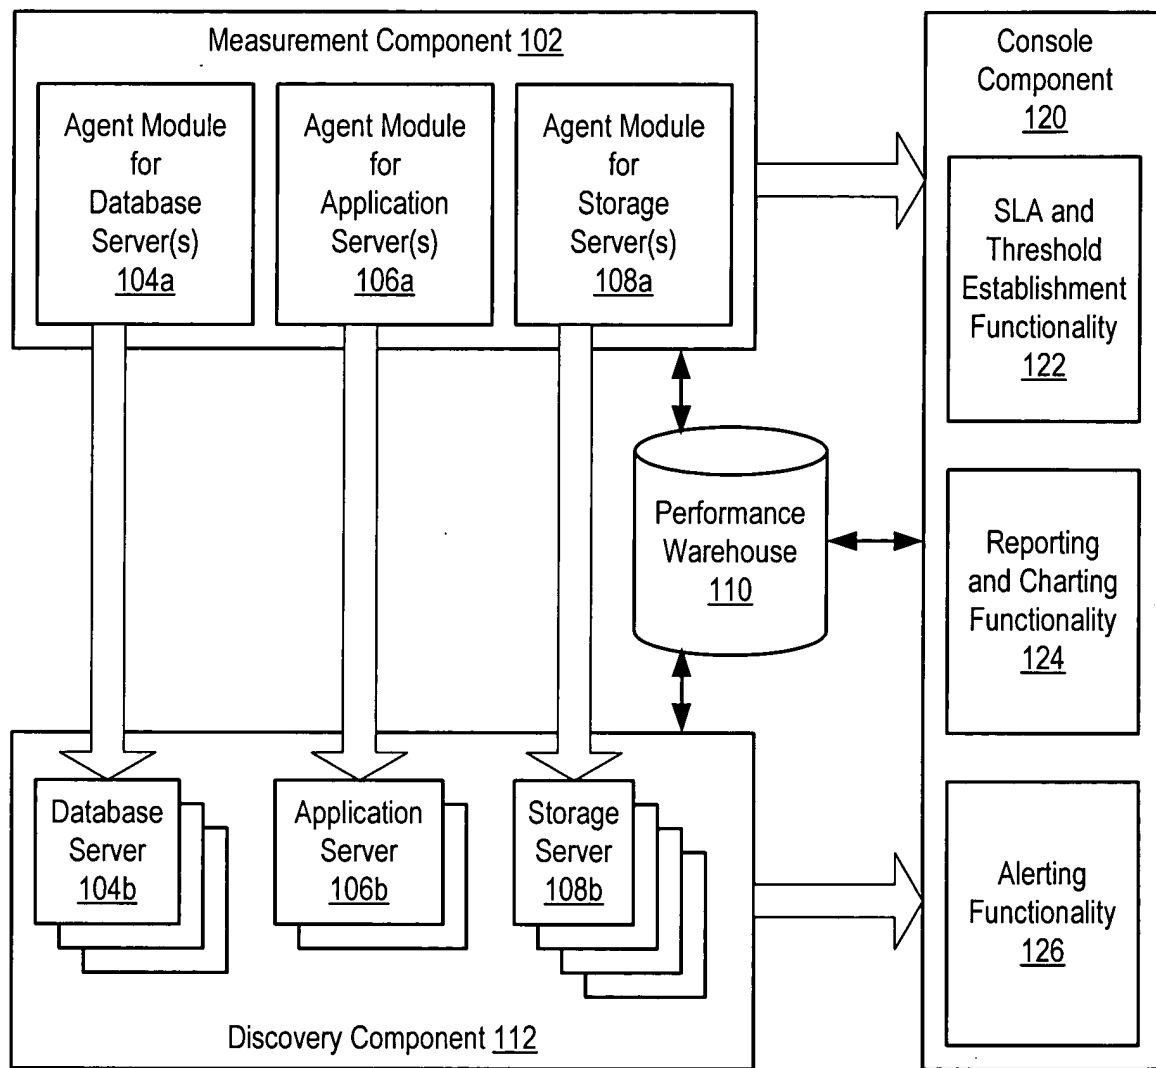 Measurement Component 102
Agent Module
for
Database
Server(s)
104a
Agent Module
for
Application
Server(s)
106a
Agent Module
for
Storage
Server(s)
108a
Console
Component
120
SLA and
Threshold
Establishment
Functionality
122
Performance
Warehouse
110
Reporting
and Charting
Functionality
124
Database
Server
104b
Application
Server
106b
Storage
Server
108b
Alerting
Functionality
126
Discovery Component 112